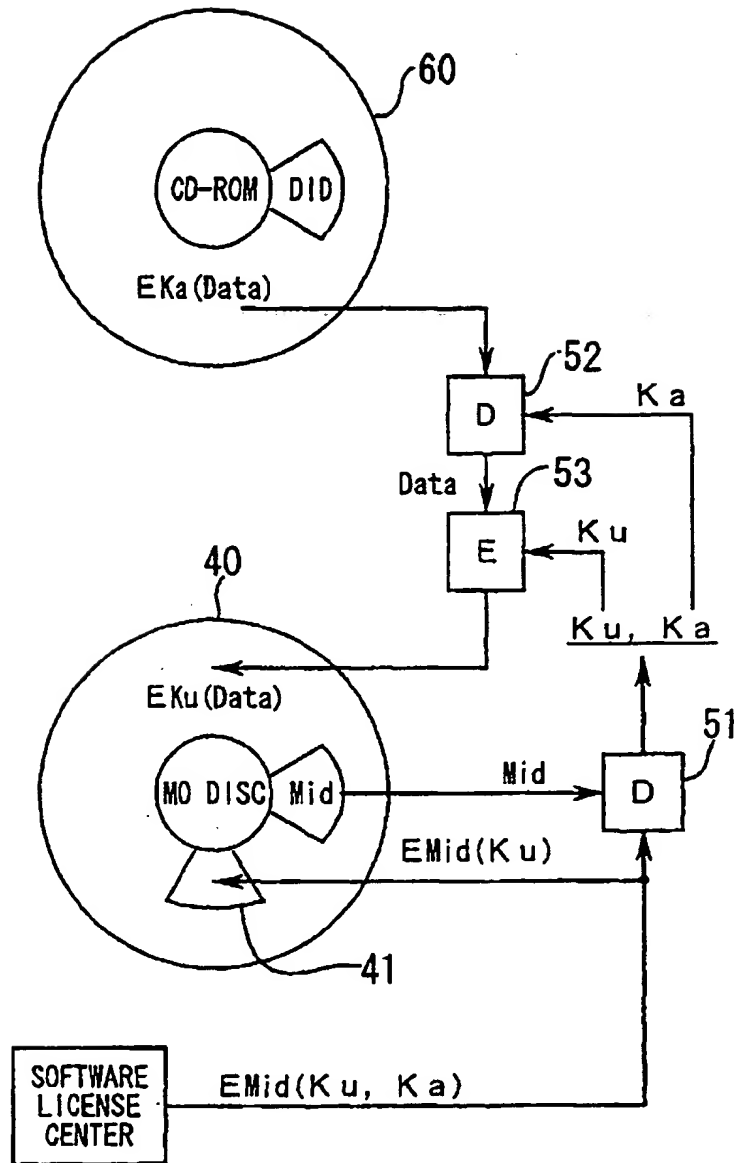 60
CD-ROM
DID
EKa(Data)
52
Ka
D
Data
53
Ku
E
40
Ku, Ka
EKu(Data)
51
MO DISC
Mid
Mid
D
EMid(Ku)
41
SOFTWARE
LICENSE
CENTER
EMid(Ku, Ka)